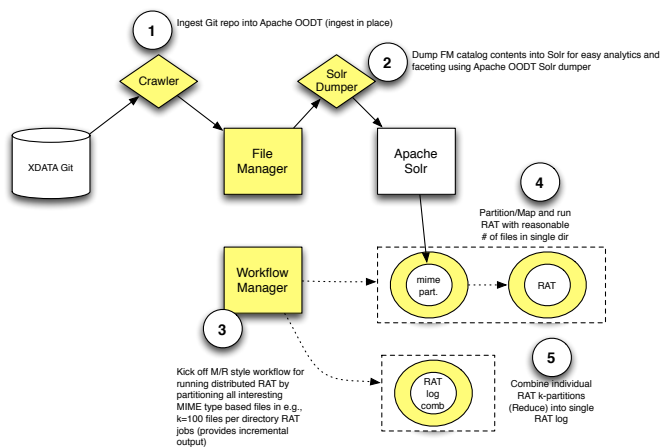 1
Ingest Git repo into Apache OODT (ingest in place)
Crawler
Solr
Dumper
2
Dump FM catalog contents into Solr for easy analytics and
faceting using Apache OODT Solr dumper
XDATA Git
File
Manager
Apache
Solr
4
Partition/Map and run
RAT with reasonable
# of files in single dir
Workflow
Manager
mime
part.
RAT
3
Kick off M/R style workflow for
running distributed RAT by
partitioning all interesting
MIME type based files in e.g.,
k=100 files per directory RAT
jobs (provides incremental
output)
RAT
log
comb
5
Combine individual
RAT k-partitions
(Reduce) into single
RAT log